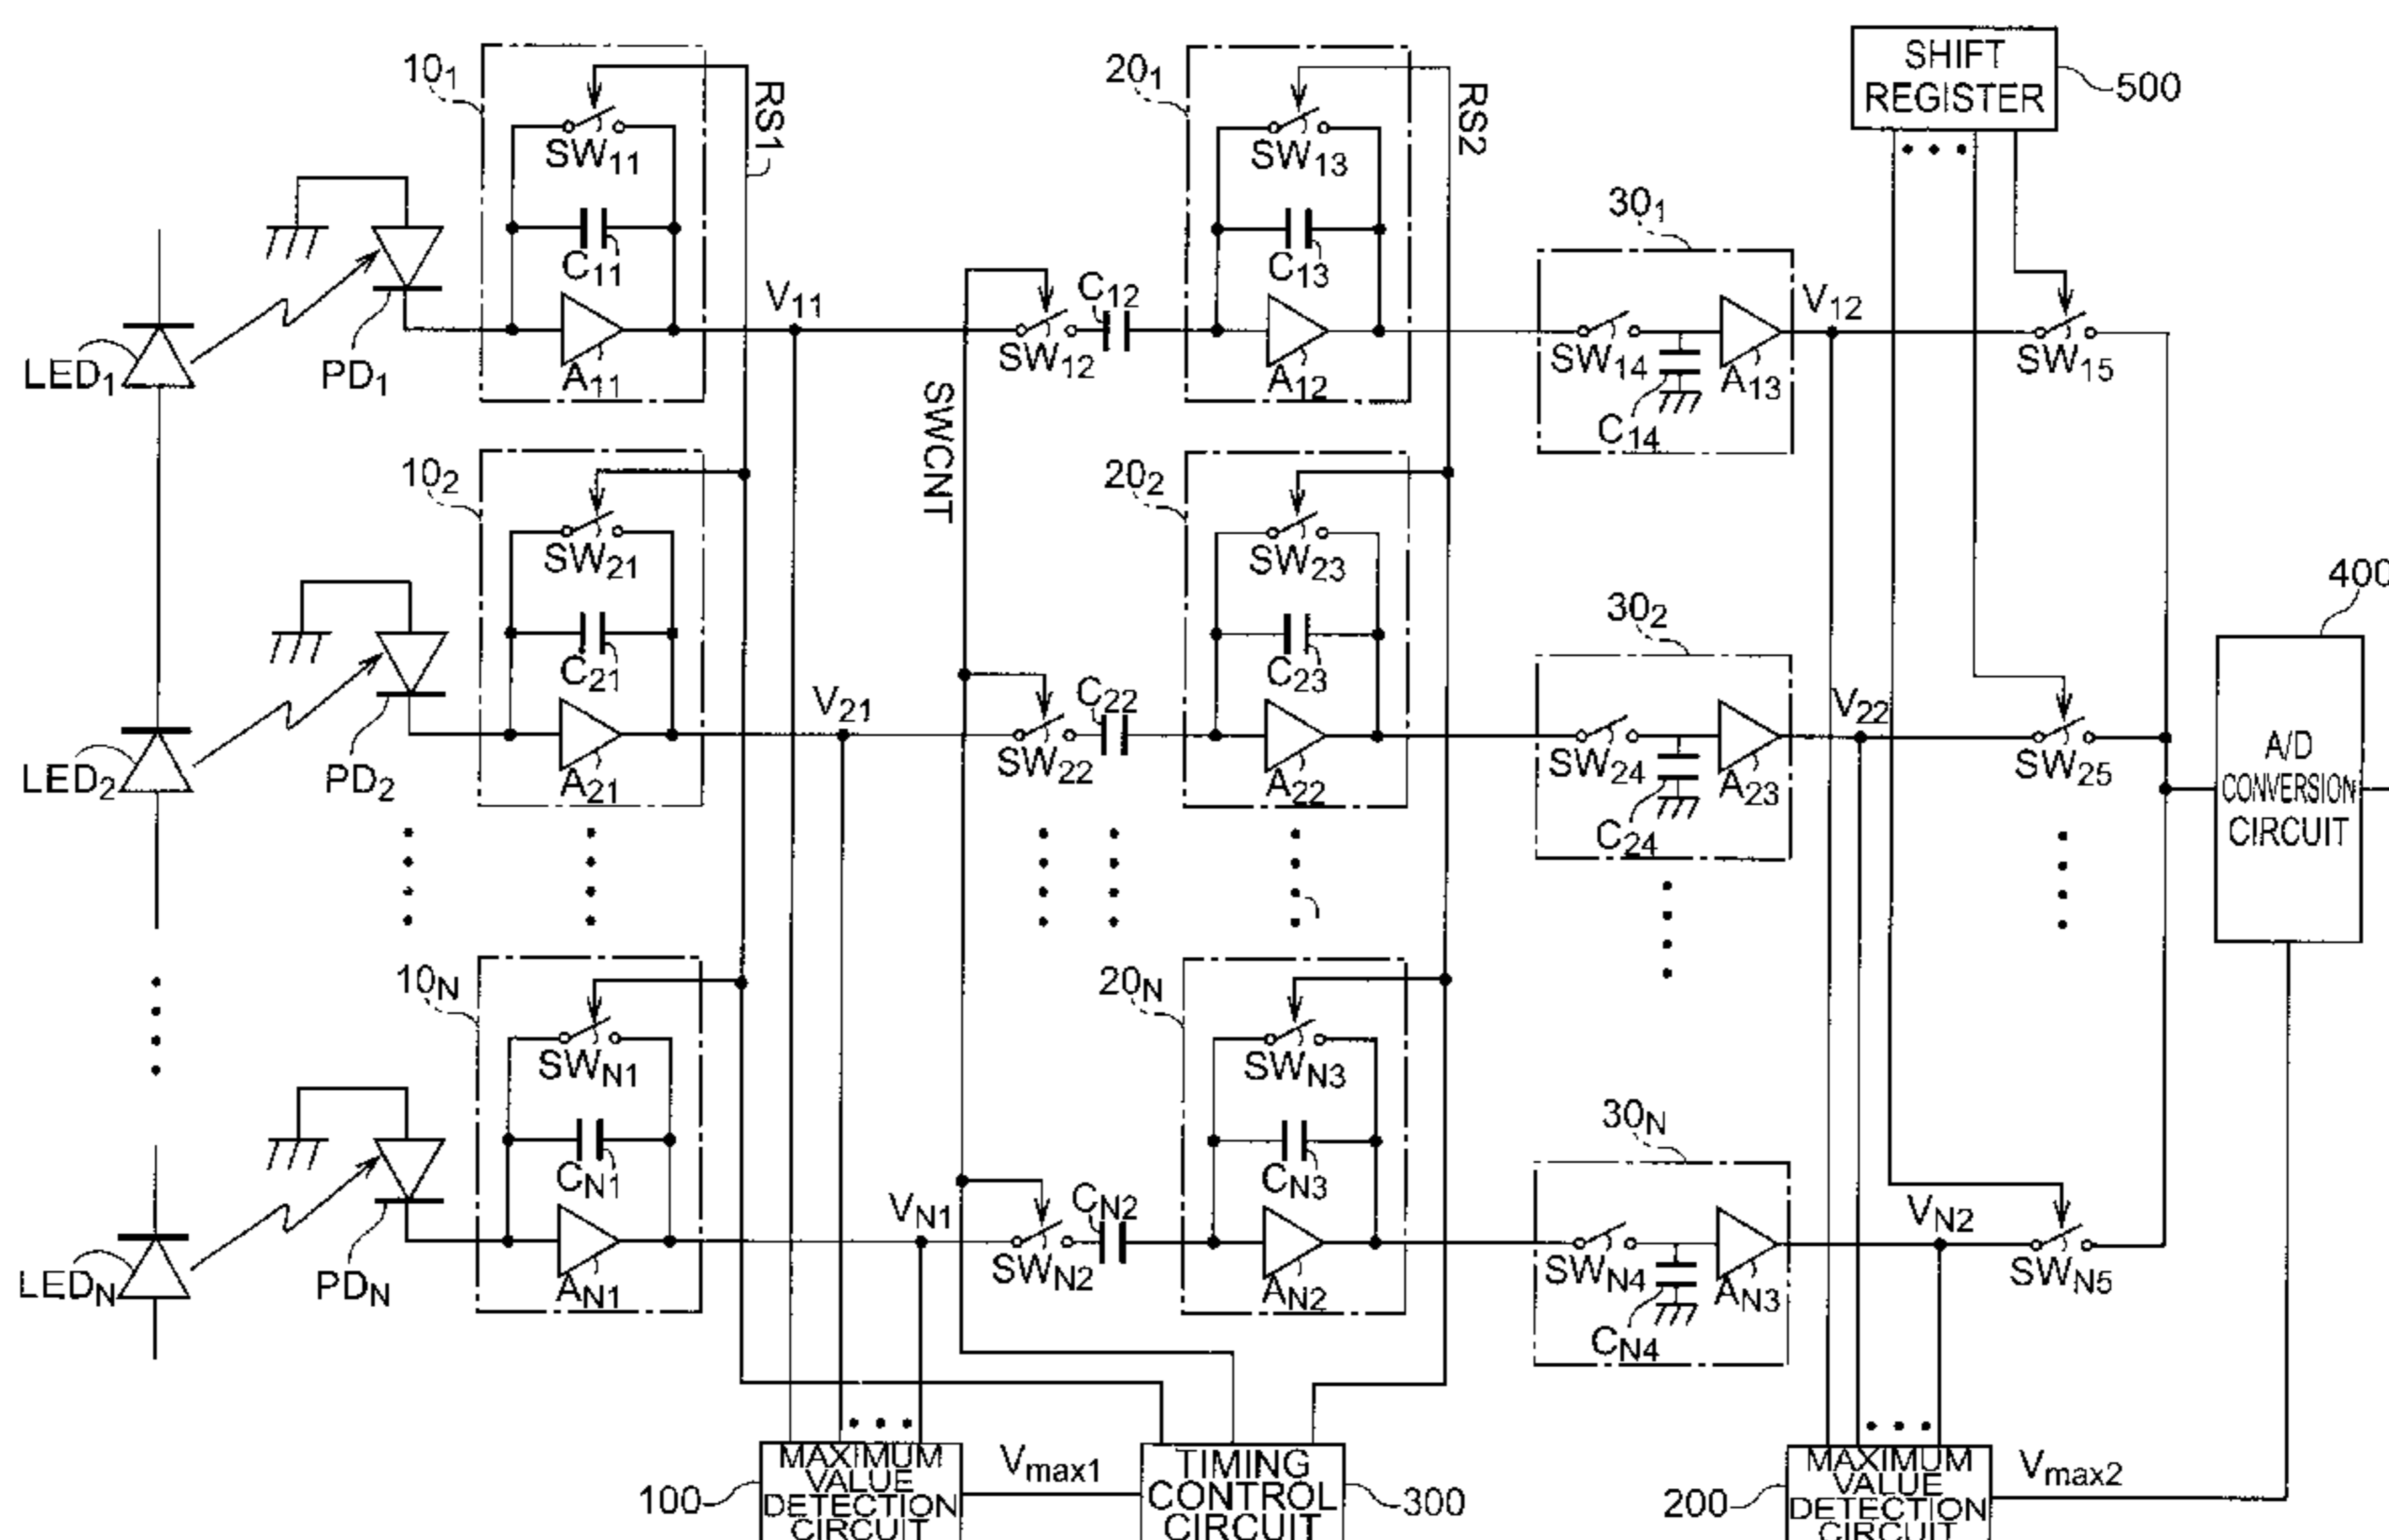 SHIFT
REGISTER
500
10₁
RS1
SW₁₁
C₁₁
A₁₁
LED₁
PD₁
V₁₁
SWCNT
SW₁₂
C₁₂
20₁
RS2
SW₁₃
C₁₃
A₁₂
30₁
SW₁₄
C₁₄
A₁₃
V₁₂
SW₁₅
10₂
SW₂₁
C₂₁
A₂₁
LED₂
PD₂
V₂₁
SW₂₂
C₂₂
20₂
SW₂₃
C₂₃
A₂₂
30₂
SW₂₄
C₂₄
A₂₃
V₂₂
SW₂₅
400
A/D
CONVERSION
CIRCUIT
10N
SWN1
CN1
AN1
LEDN
PDN
VN1
SWN2
CN2
20N
SWN3
CN3
AN2
30N
SWN4
CN4
AN3
VN2
SWN5
100
MAXIMUM
VALUE
DETECTION
CIRCUIT
Vmax1
TIMING
CONTROL
CIRCUIT
300
200
MAXIMUM
VALUE
DETECTION
CIRCUIT
Vmax2